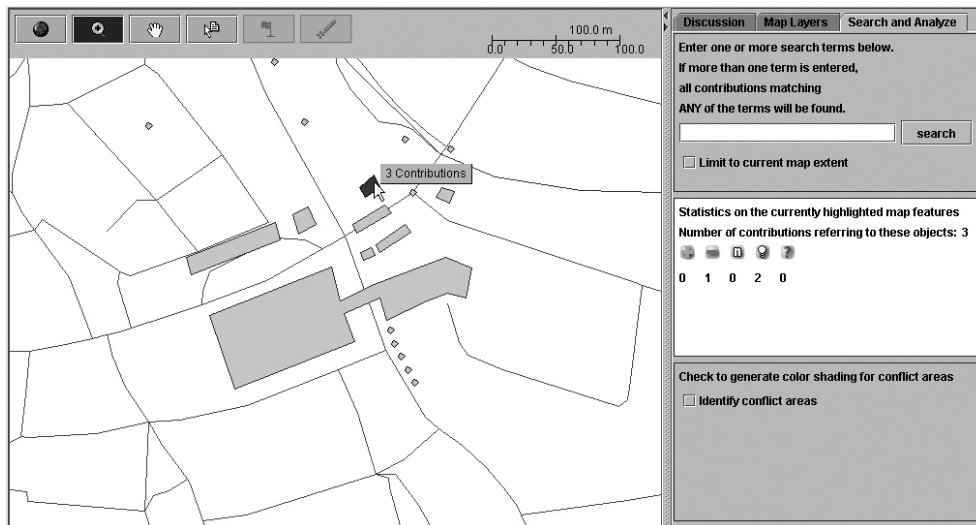 100.0 m
0.0 50.0 100.0
3 Contributions
Discussion Map Layers Search and Analyze
Enter one or more search terms below.
If more than one term is entered,
all contributions matching
ANY of the terms will be found.
search
Limit to current map extent
Statistics on the currently highlighted map features
Number of contributions referring to these objects: 3
?
0 1 0 2 0
Check to generate color shading for conflict areas
Identify conflict areas